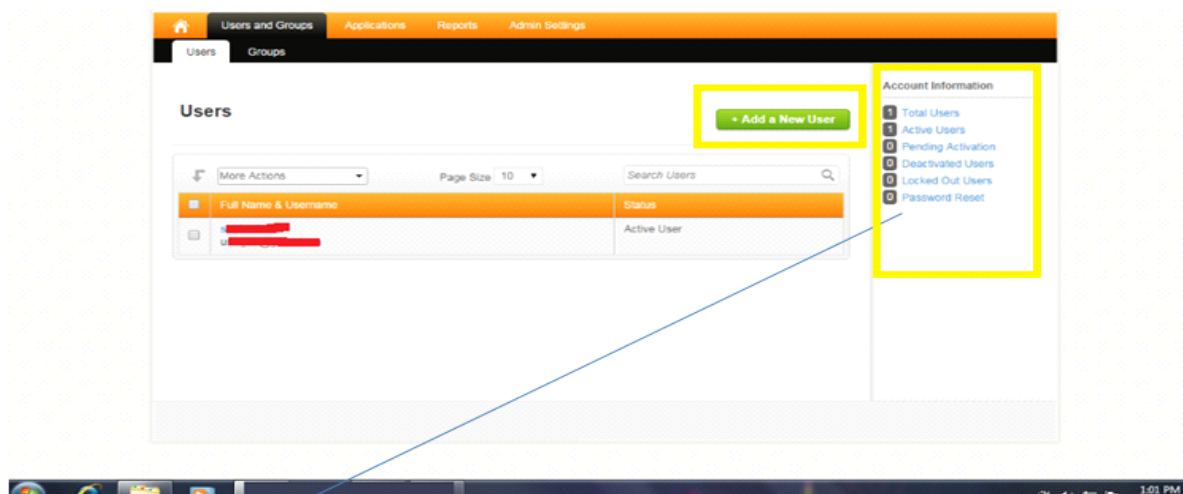 Users and Groups Applications Reports Admin Settings
Users Groups
Users
+ Add a New User
More Actions
Page Size 10
Search Users
Full Name & Username Status
Active User
Account Information
1 Total Users
1 Active Users
0 Pending Activation
0 Deactivated Users
0 Locked Out Users
0 Password Reset
1:01 PM